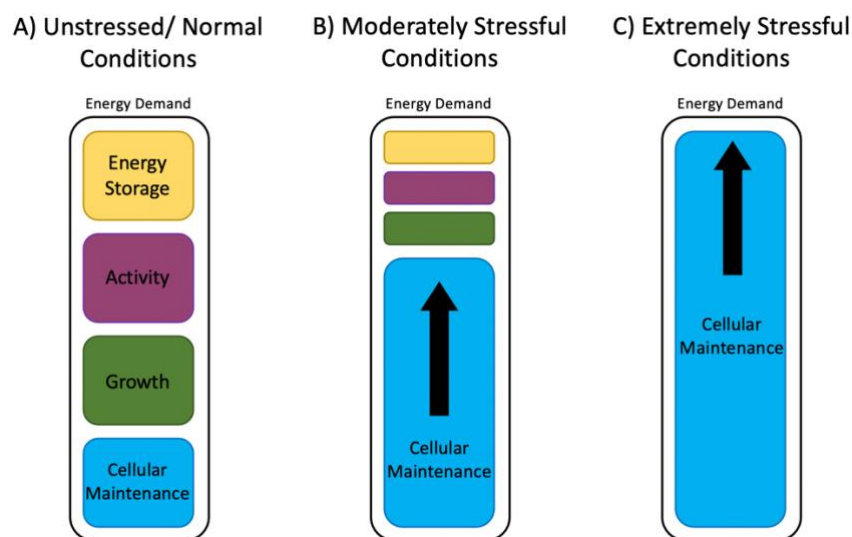 A) Unstressed/ Normal
Conditions
Energy Demand
Energy
Storage
Activity
Growth
Cellular
Maintenance
B) Moderately Stressful
Conditions
Energy Demand
Cellular
Maintenance
C) Extremely Stressful
Conditions
Energy Demand
Cellular
Maintenance